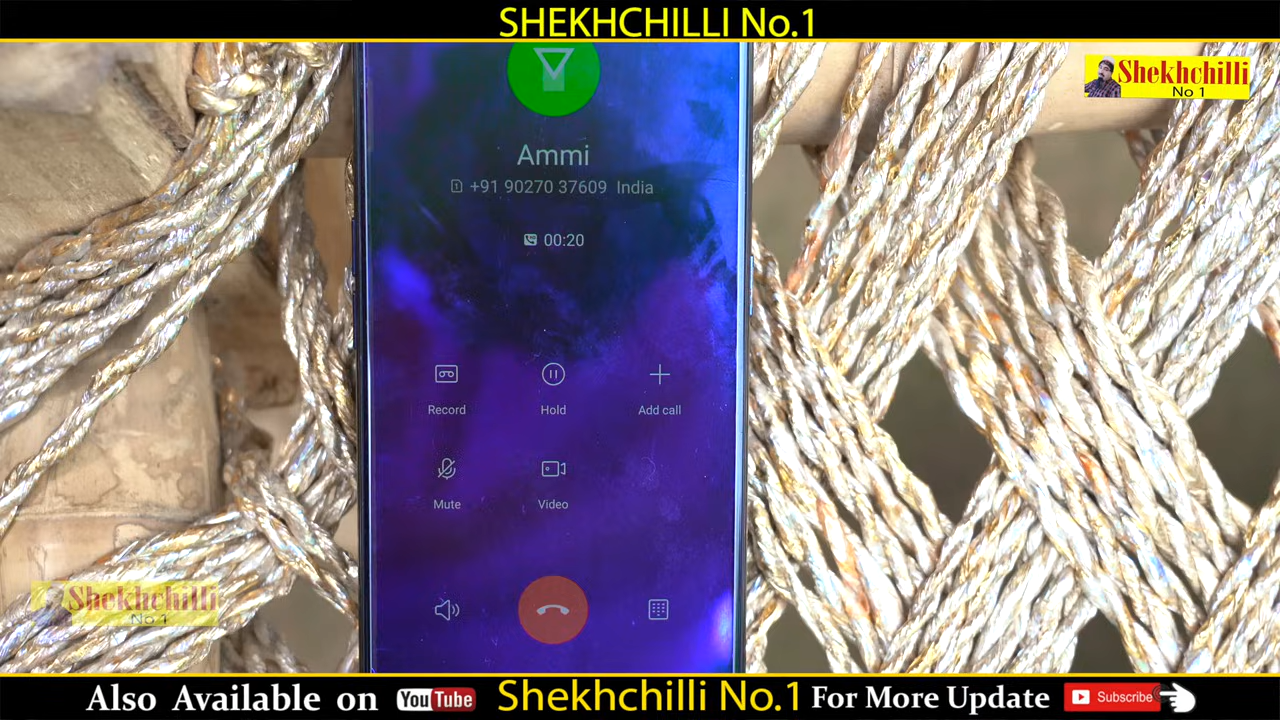 SHEKHCHILLI No.1
Shekhchilli
No 1
Ammi
1 +91 90270 37609 India
00:20
Record Hold Add call
Mute Video
Shekhchilli
No 1
Also Available on YouTube Shekhchilli No.1 For More Update Subscribe